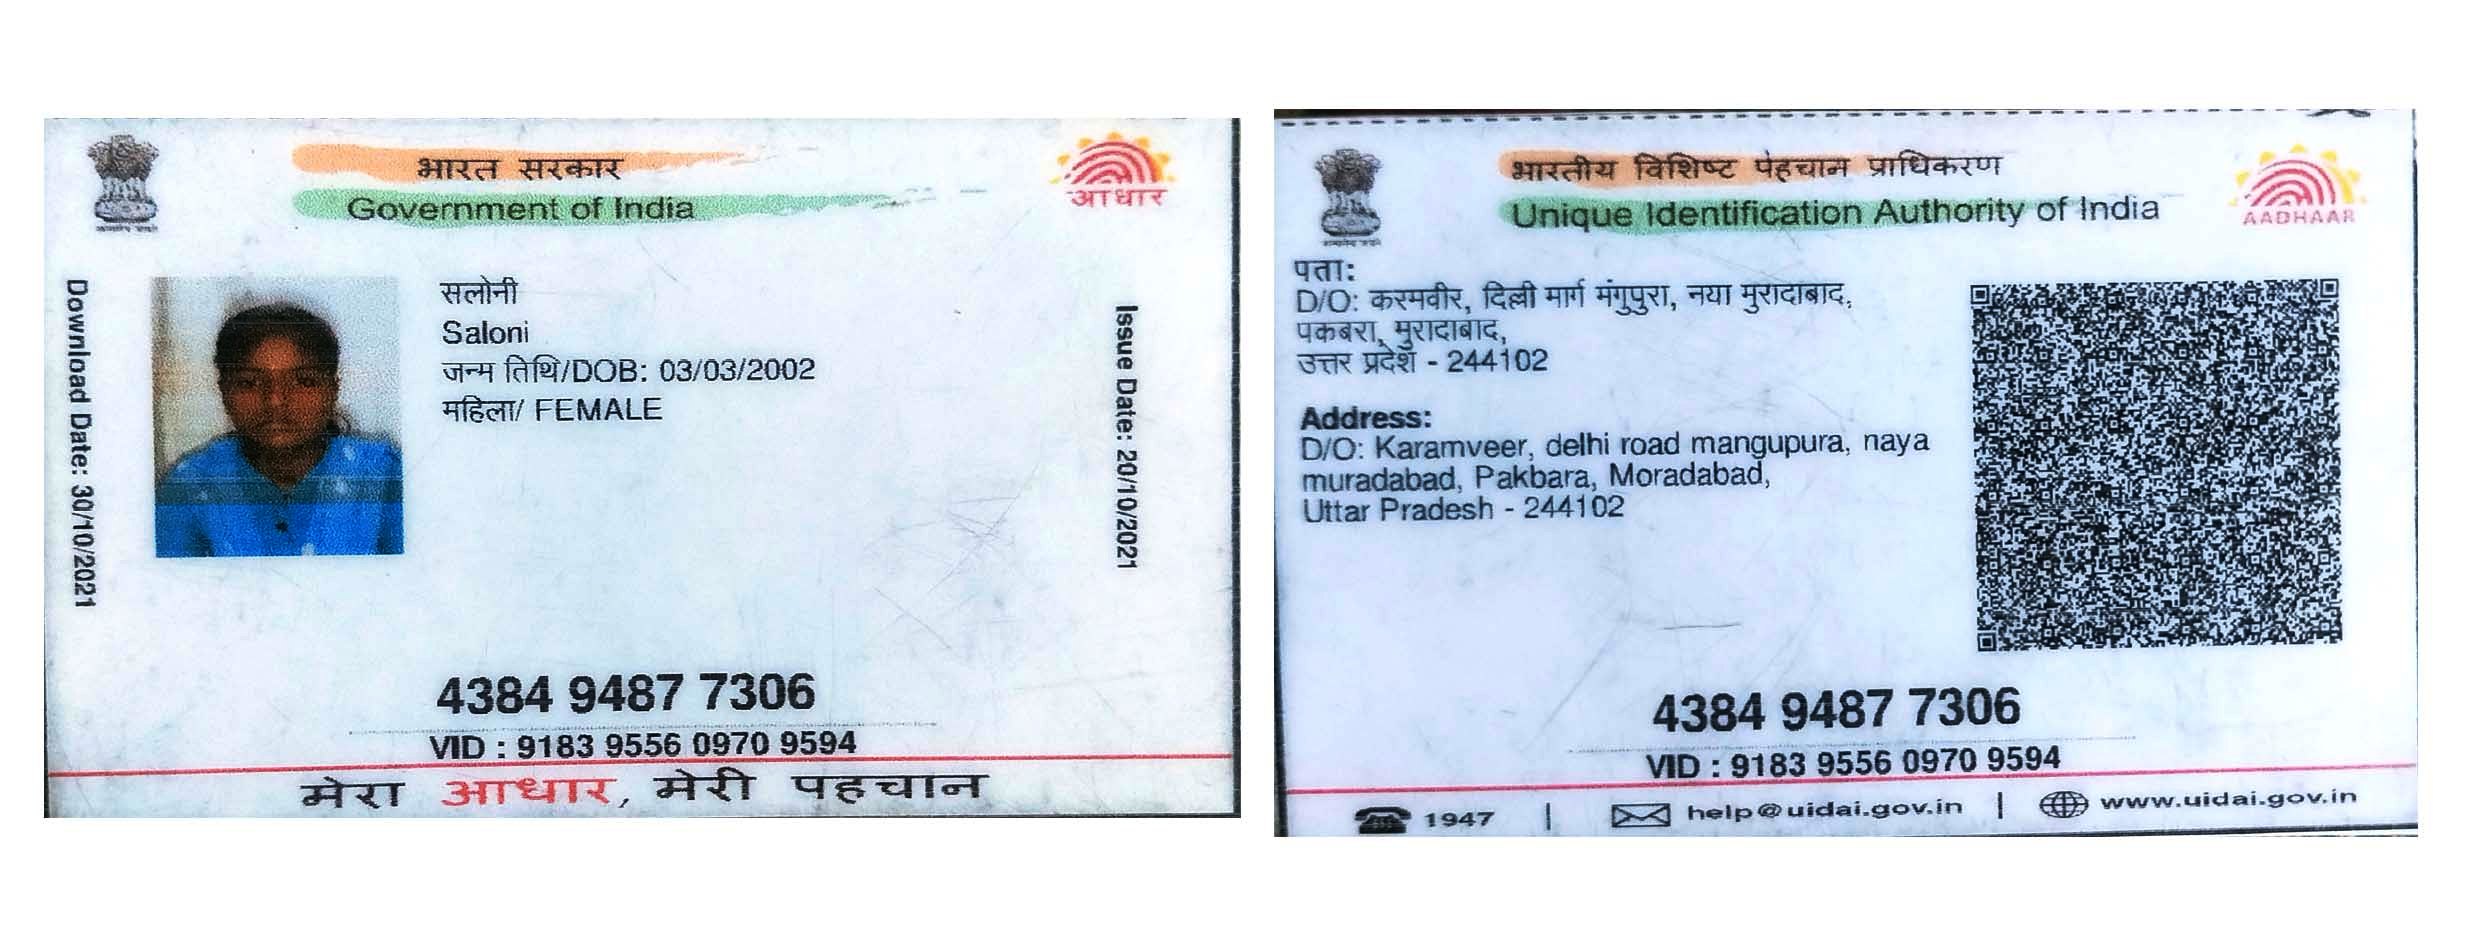 भारत सरकार
Government of India
आधार
Download Date: 30/10/2021
सलोनी
Saloni
जन्म तिथि/DOB: 03/03/2002
महिला/ FEMALE
Issue Date: 20/10/2021
4384 9487 7306
VID : 9183 9556 0970 9594
मेरा आधार, मेरी पहचान
भारतीय विशिष्ट पहचान प्राधिकरण
Unique Identification Authority of India
AADHAAR
पता:
D/O: करमवीर, दिल्ली मार्ग मंगुपुरा, नया मुरादाबाद,
पकबरा, मुरादाबाद,
उत्तर प्रदेश - 244102
Address:
D/O: Karamveer, delhi road mangupura, naya
muradabad, Pakbara, Moradabad,
Uttar Pradesh - 244102
4384 9487 7306
VID : 9183 9556 0970 9594
1947 | help@uidai.gov.in | www.uidai.gov.in